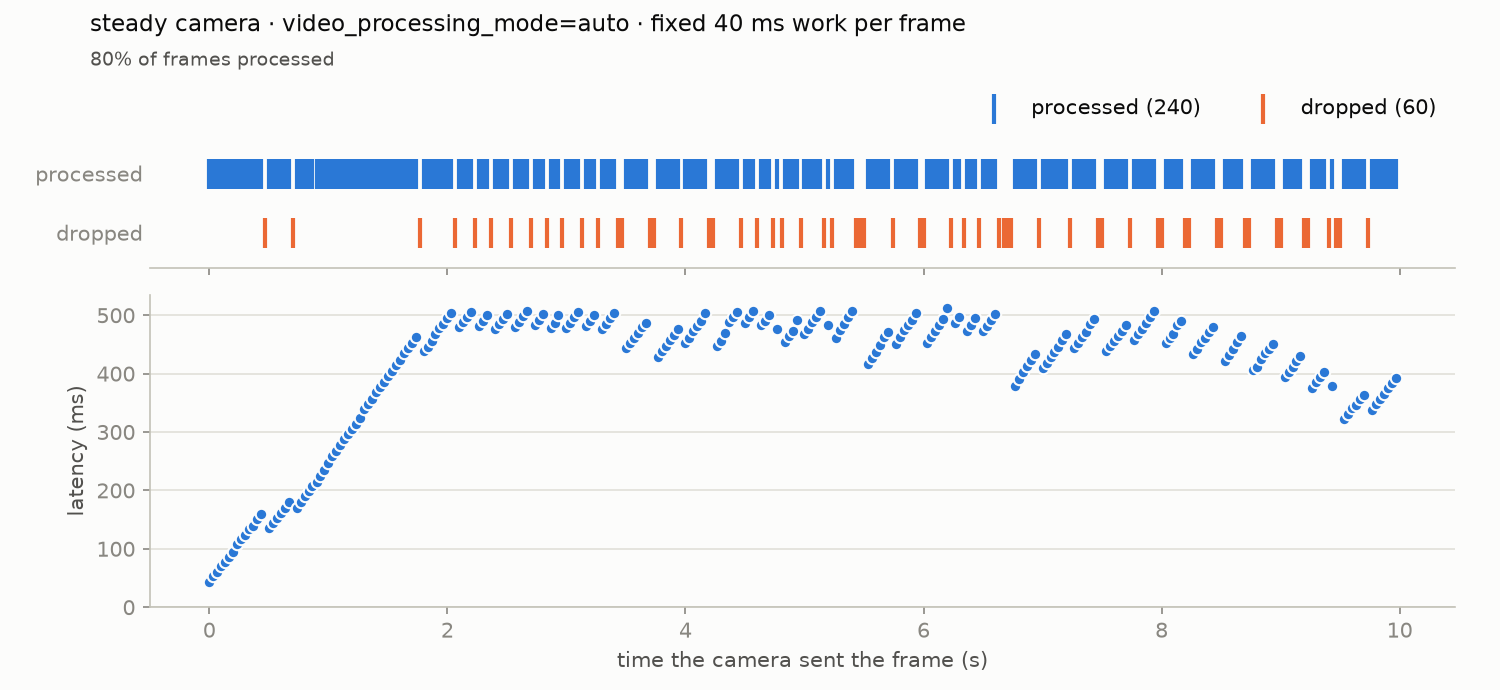 steady camera · video_processing_mode=auto · fixed 40 ms work per frame
80% of frames processed
processed (240) dropped (60)
processed
dropped
500
400
300
200
100
0
latency (ms)
0 2 4 6 8 10
time the camera sent the frame (s)